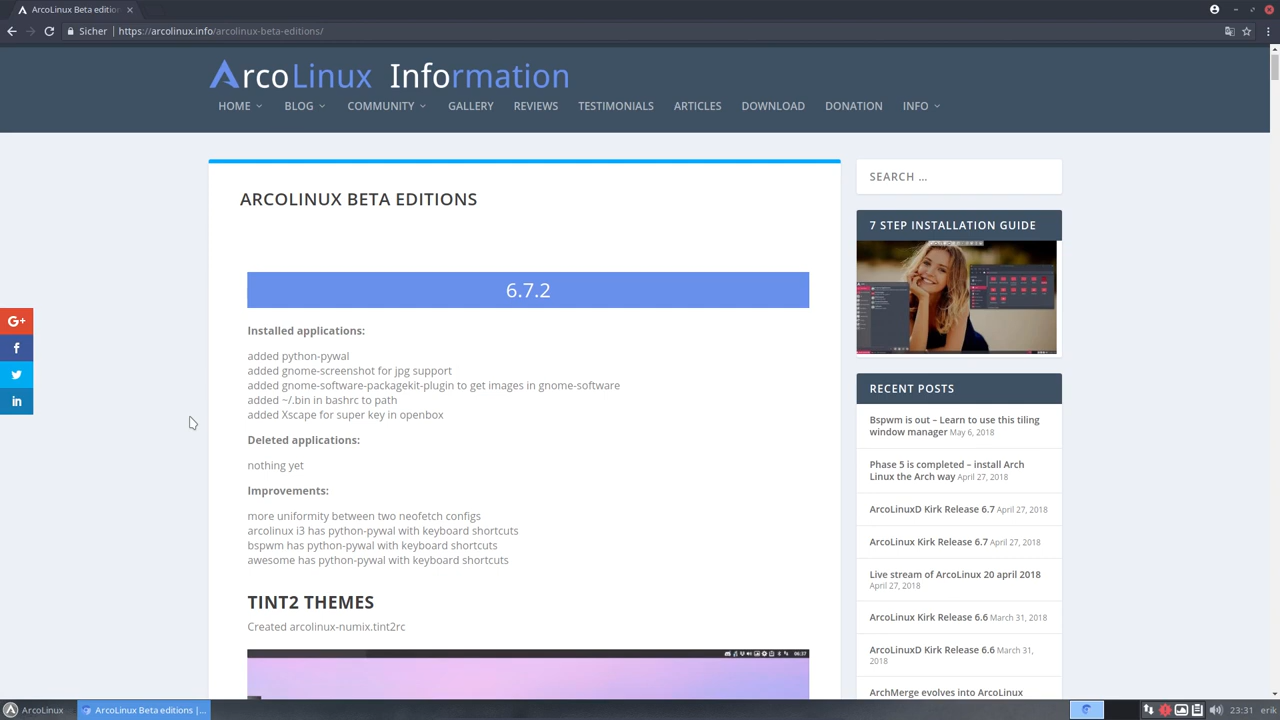 ArcoLinux Beta edition
Sicher
https://arcolinux.info/arcolinux-beta-editions/
ArcoLinux Information
HOME
BLOG
COMMUNITY
GALLERY
REVIEWS
TESTIMONIALS
ARTICLES
DOWNLOAD
DONATION
INFO
ARCOLINUX BETA EDITIONS
6.7.2
Installed applications:
added python-pywal
added gnome-screenshot for jpg support
added gnome-software-packagekit-plugin to get images in gnome-software
added ~/.bin in bashrc to path
added Xscape for super key in openbox
Deleted applications:
nothing yet
Improvements:
more uniformity between two neofetch configs
arcolinux i3 has python-pywal with keyboard shortcuts
bspwm has python-pywal with keyboard shortcuts
awesome has python-pywal with keyboard shortcuts
TINT2 THEMES
Created arcolinux-numix.tint2rc
06:37
SEARCH …
7 STEP INSTALLATION GUIDE
RECENT POSTS
Bspwm is out – Learn to use this tiling
window manager May 6, 2018
Phase 5 is completed – install Arch
Linux the Arch way April 27, 2018
ArcoLinuxD Kirk Release 6.7 April 27, 2018
ArcoLinux Kirk Release 6.7 April 27, 2018
Live stream of ArcoLinux 20 april 2018
April 27, 2018
ArcoLinux Kirk Release 6.6 March 31, 2018
ArcoLinuxD Kirk Release 6.6 March 31,
2018
ArchMerge evolves into ArcoLinux
G+
f
in
ArcoLinux
ArcoLinux Beta editions |...
23:31
erik